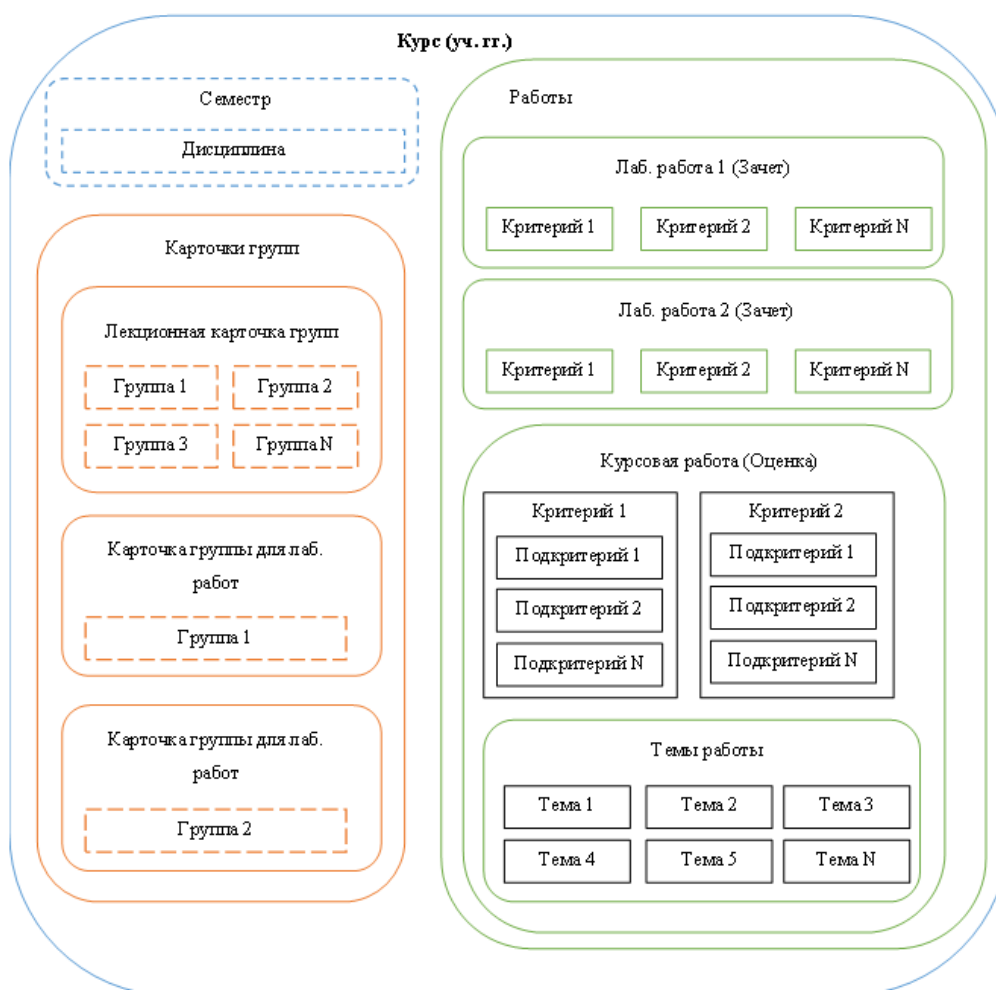 Курс (уч. гг.)
Семестр
Дисциплина
Карточки групп
Лекционная карточка групп
Группа 1
Группа 2
Группа 3
Группа N
Карточка группы для лаб.
работ
Группа 1
Карточка группы для лаб.
работ
Группа 2
Работы
Лаб. работа 1 (Зачет)
Критерий 1
Критерий 2
Критерий N
Лаб. работа 2 (Зачет)
Критерий 1
Критерий 2
Критерий N
Курсовая работа (Оценка)
Критерий 1
Подкритерий 1
Подкритерий 2
Подкритерий N
Критерий 2
Подкритерий 1
Подкритерий 2
Подкритерий N
Темы работы
Тема 1
Тема 2
Тема 3
Тема 4
Тема 5
Тема N